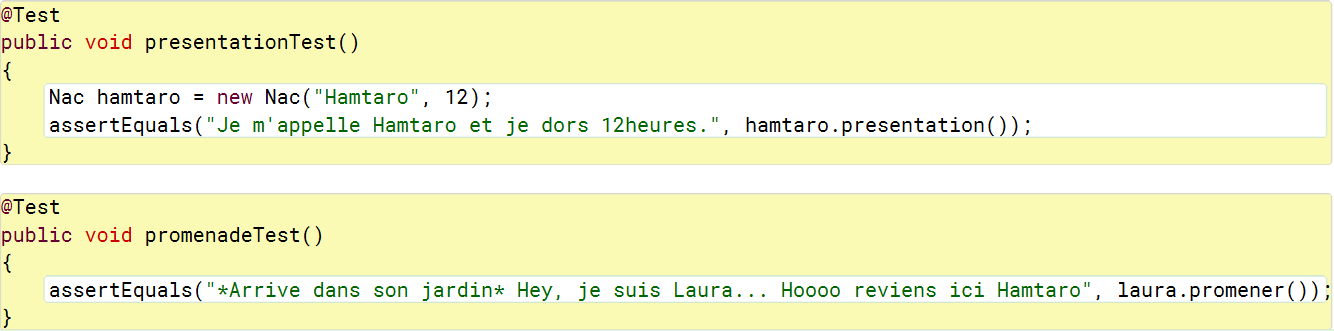 @Test
public void presentationTest()
{
Nac hamtaro = new Nac("Hamtaro", 12);
assertEquals("Je m'appelle Hamtaro et je dors 12heures.", hamtaro.presentation());
}
@Test
public void promenadeTest()
{
assertEquals("*Arrive dans son jardin* Hey, je suis Laura... Hoooo reviens ici Hamtaro", laura.promener());
}